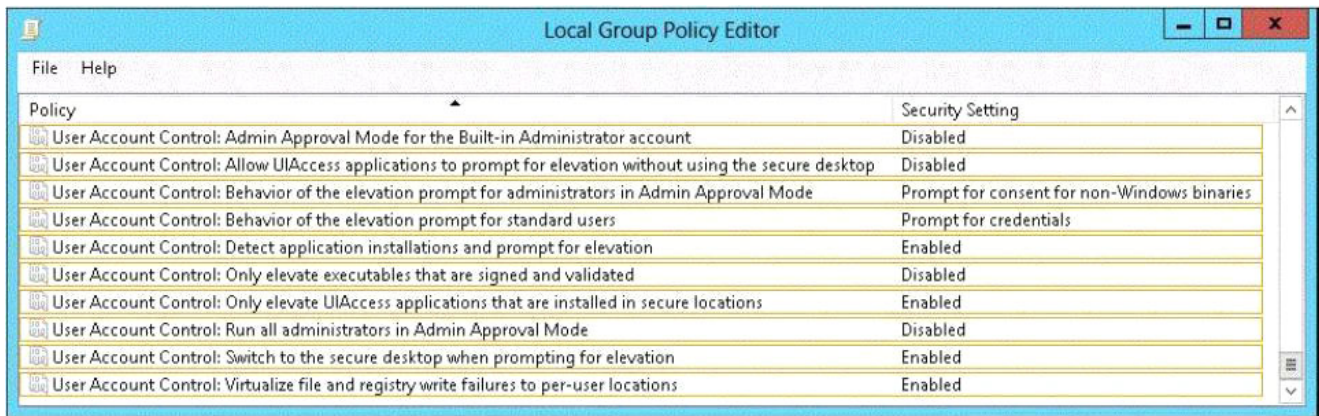 Local Group Policy Editor
File Help
Policy Security Setting
User Account Control: Admin Approval Mode for the Built-in Administrator account Disabled
User Account Control: Allow UIAccess applications to prompt for elevation without using the secure desktop Disabled
User Account Control: Behavior of the elevation prompt for administrators in Admin Approval Mode Prompt for consent for non-Windows binaries
User Account Control: Behavior of the elevation prompt for standard users Prompt for credentials
User Account Control: Detect application installations and prompt for elevation Enabled
User Account Control: Only elevate executables that are signed and validated Disabled
User Account Control: Only elevate UIAccess applications that are installed in secure locations Enabled
User Account Control: Run all administrators in Admin Approval Mode Disabled
User Account Control: Switch to the secure desktop when prompting for elevation Enabled
User Account Control: Virtualize file and registry write failures to per-user locations Enabled